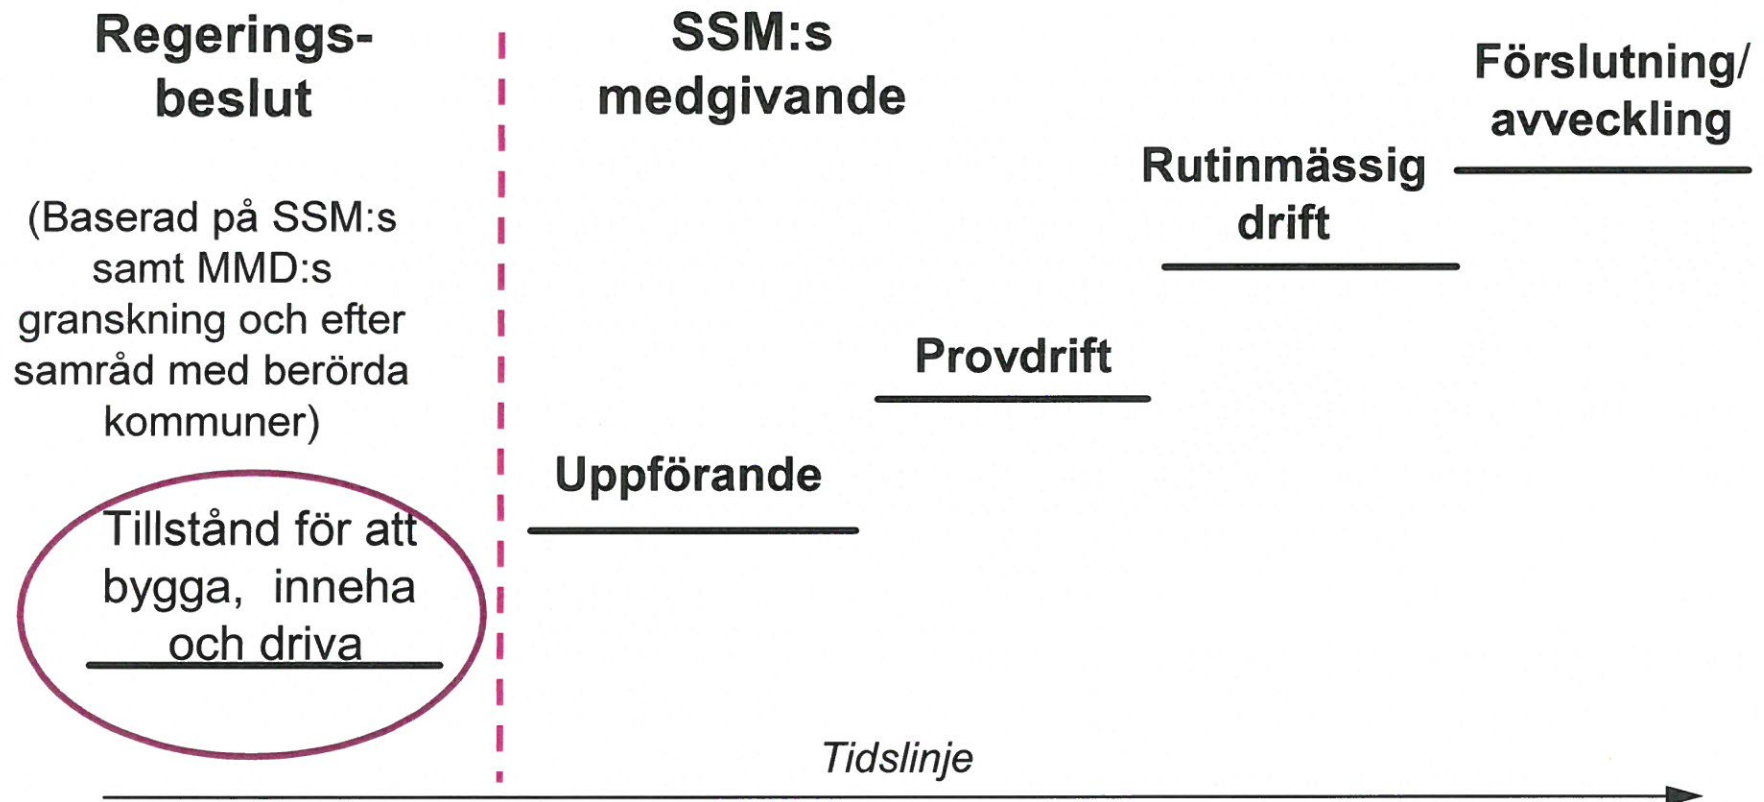 Regerings-
beslut
(Baserad på SSM:s
samt MMD:s
granskning och efter
samråd med berörda
kommuner)
Tillstånd för att
bygga, inneha
och driva
SSM:s
medgivande
Uppförande
Provdrift
Rutinmässig
drift
Förslutning/
avveckling
Tidslinje